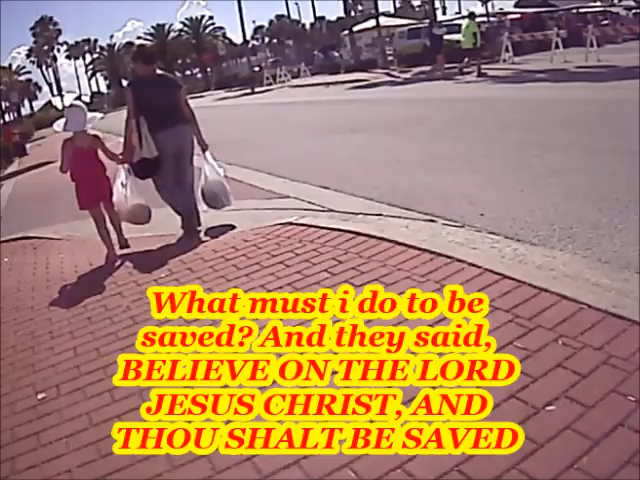 What must i do to be
saved? And they said,
BELIEVE ON THE LORD
JESUS CHRIST, AND
THOU SHALT BE SAVED